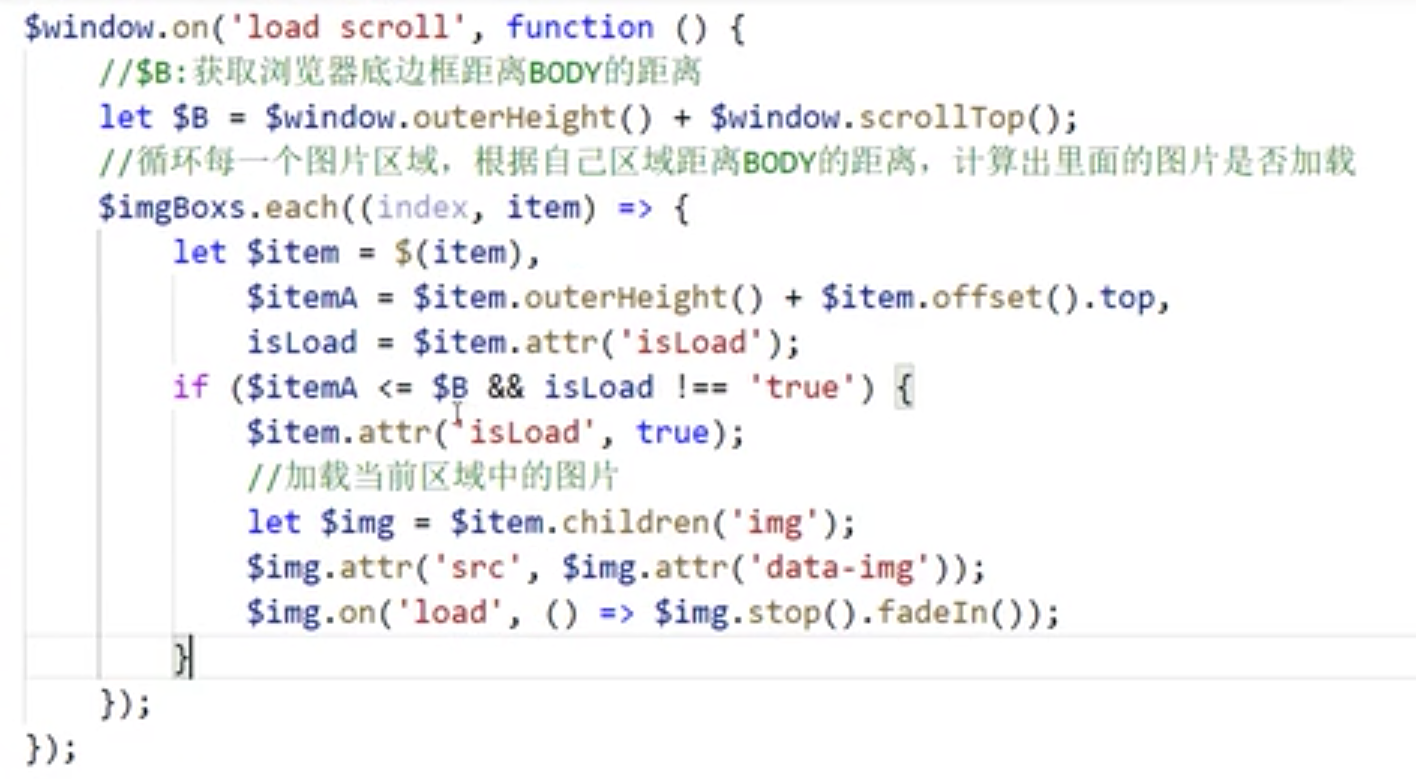 $window.on('load scroll', function () {
//$B:获取浏览器底边框距离BODY的距离
let $B = $window.outerHeight() + $window.scrollTop();
//循环每一个图片区域，根据自己区域距离BODY的距离，计算出里面的图片是否加载
$imgBoxs.each((index, item) => {
let $item = $(item),
$itemA = $item.outerHeight() + $item.offset().top,
isLoad = $item.attr('isLoad');
if ($itemA <= $B && isLoad !== 'true') {
$item.attr('isLoad', true);
//加载当前区域中的图片
let $img = $item.children('img');
$img.attr('src', $img.attr('data-img'));
$img.on('load', () => $img.stop().fadeIn());
}
});
});